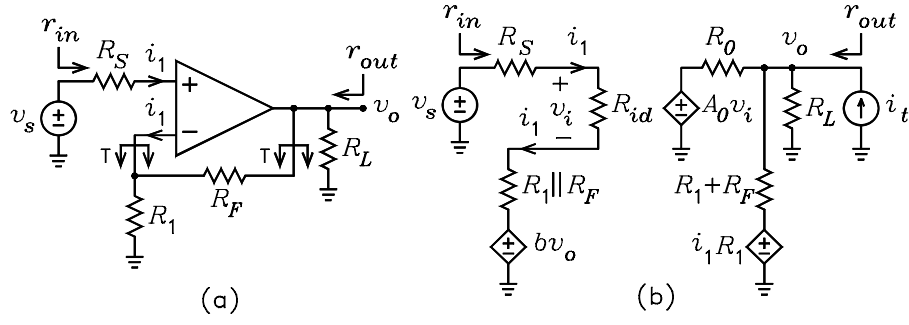 r_in
R_S
i_1
+
r_out
v_s
i_1
−
v_o
T
T
R_L
R_F
R_1
(a)
r_in
R_S
i_1
+
v_s
v_i
R_id
i_1
−
R_1||R_F
bv_o
R_0
v_o
r_out
A_0v_i
R_L
i_t
R_1+R_F
i_1R_1
(b)